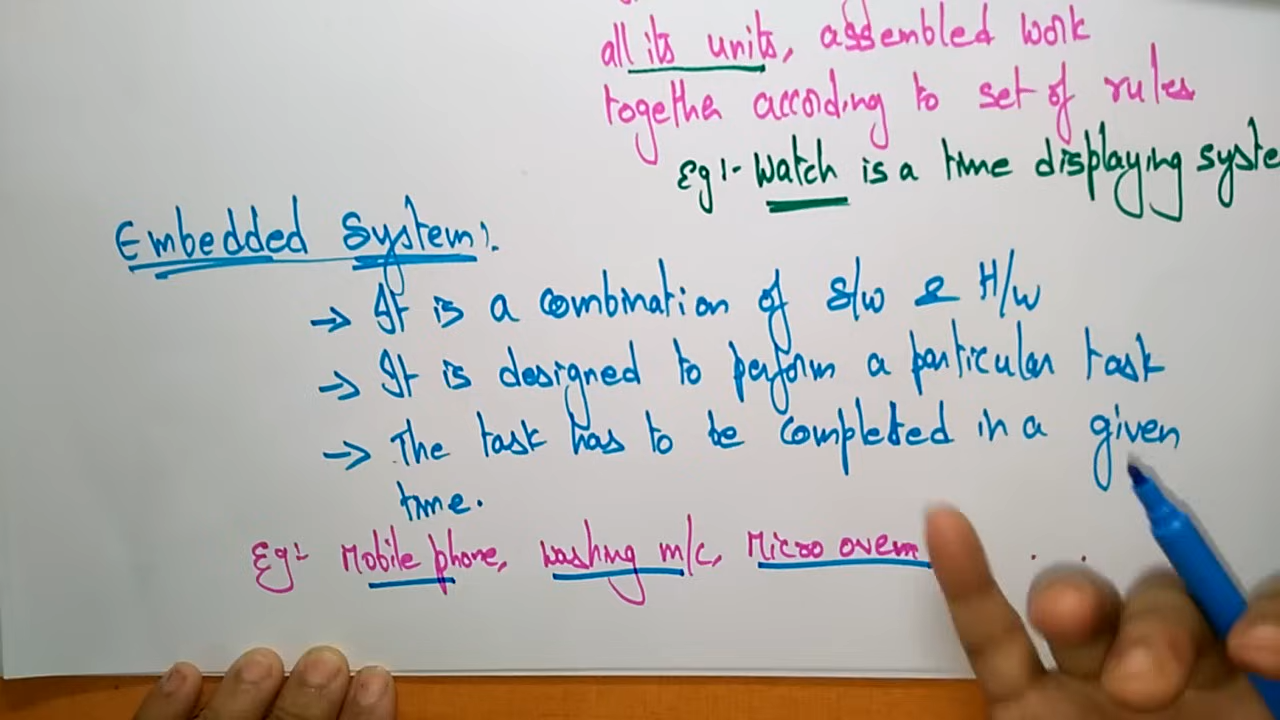 all its units, assembled work
together according to set of rules
Eg:- Watch is a time displaying syste
Embedded System:-
→ It is a combination of S/w & H/w
→ It is designed to perform a particular task
→ The task has to be completed in a given
time.
Eg:- Mobile phone, washing m/c, Micro oven